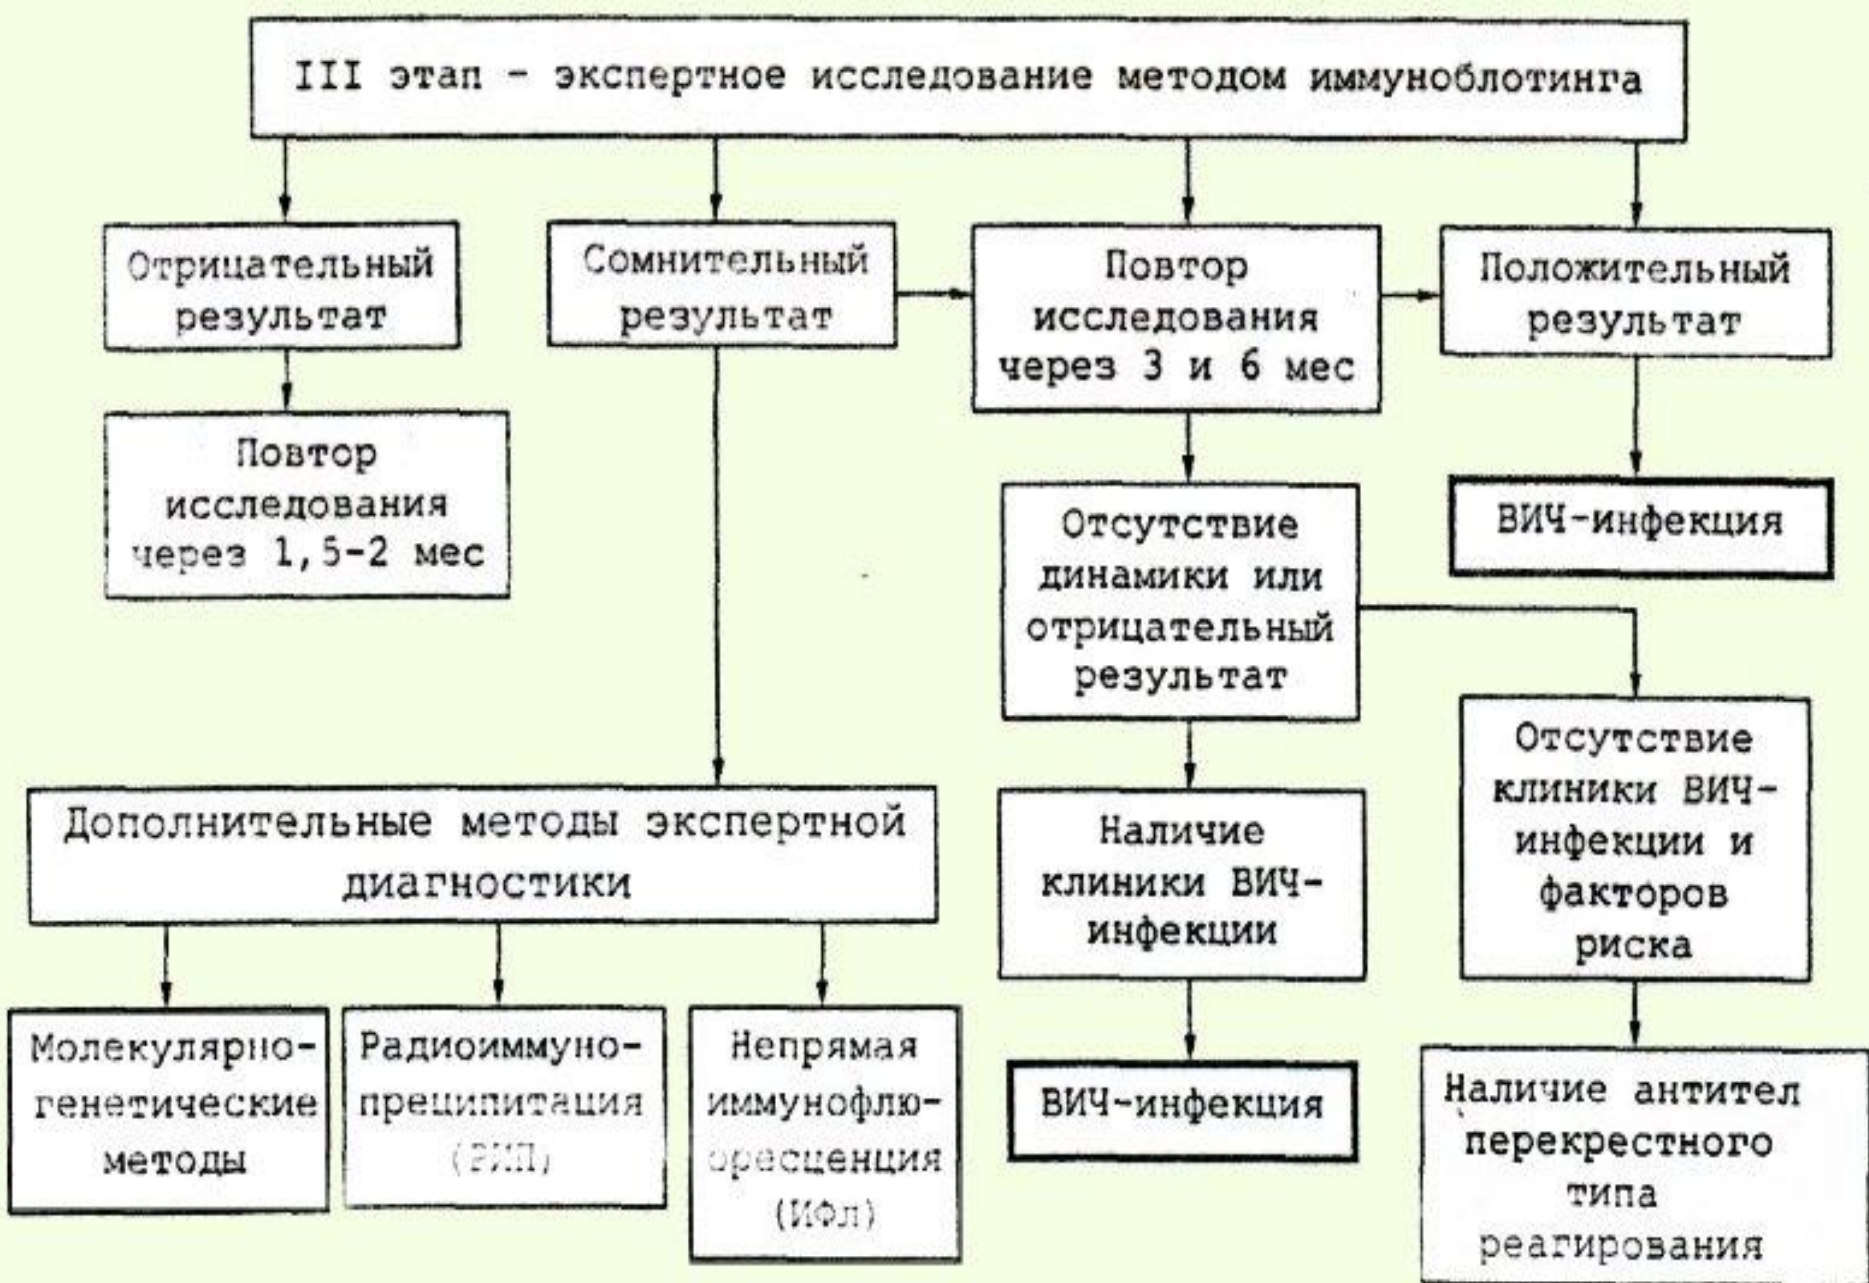 III этап - экспертное исследование методом иммуноблотинга
Отрицательный
результат
Сомнительный
результат
Повтор
исследования
через 3 и 6 мес
Положительный
результат
Повтор
исследования
через 1,5-2 мес
Отсутствие
динамики или
отрицательный
результат
ВИЧ-инфекция
Дополнительные методы экспертной
диагностики
Наличие
клиники ВИЧ-
инфекции
Отсутствие
клиники ВИЧ-
инфекции и
факторов
риска
Молекулярно-
генетические
методы
Радиоиммуно-
преципитация
(РИП)
Непрямая
иммунофлю-
оресценция
(ИФл)
ВИЧ-инфекция
Наличие антител
перекрестного
типа
реагирования